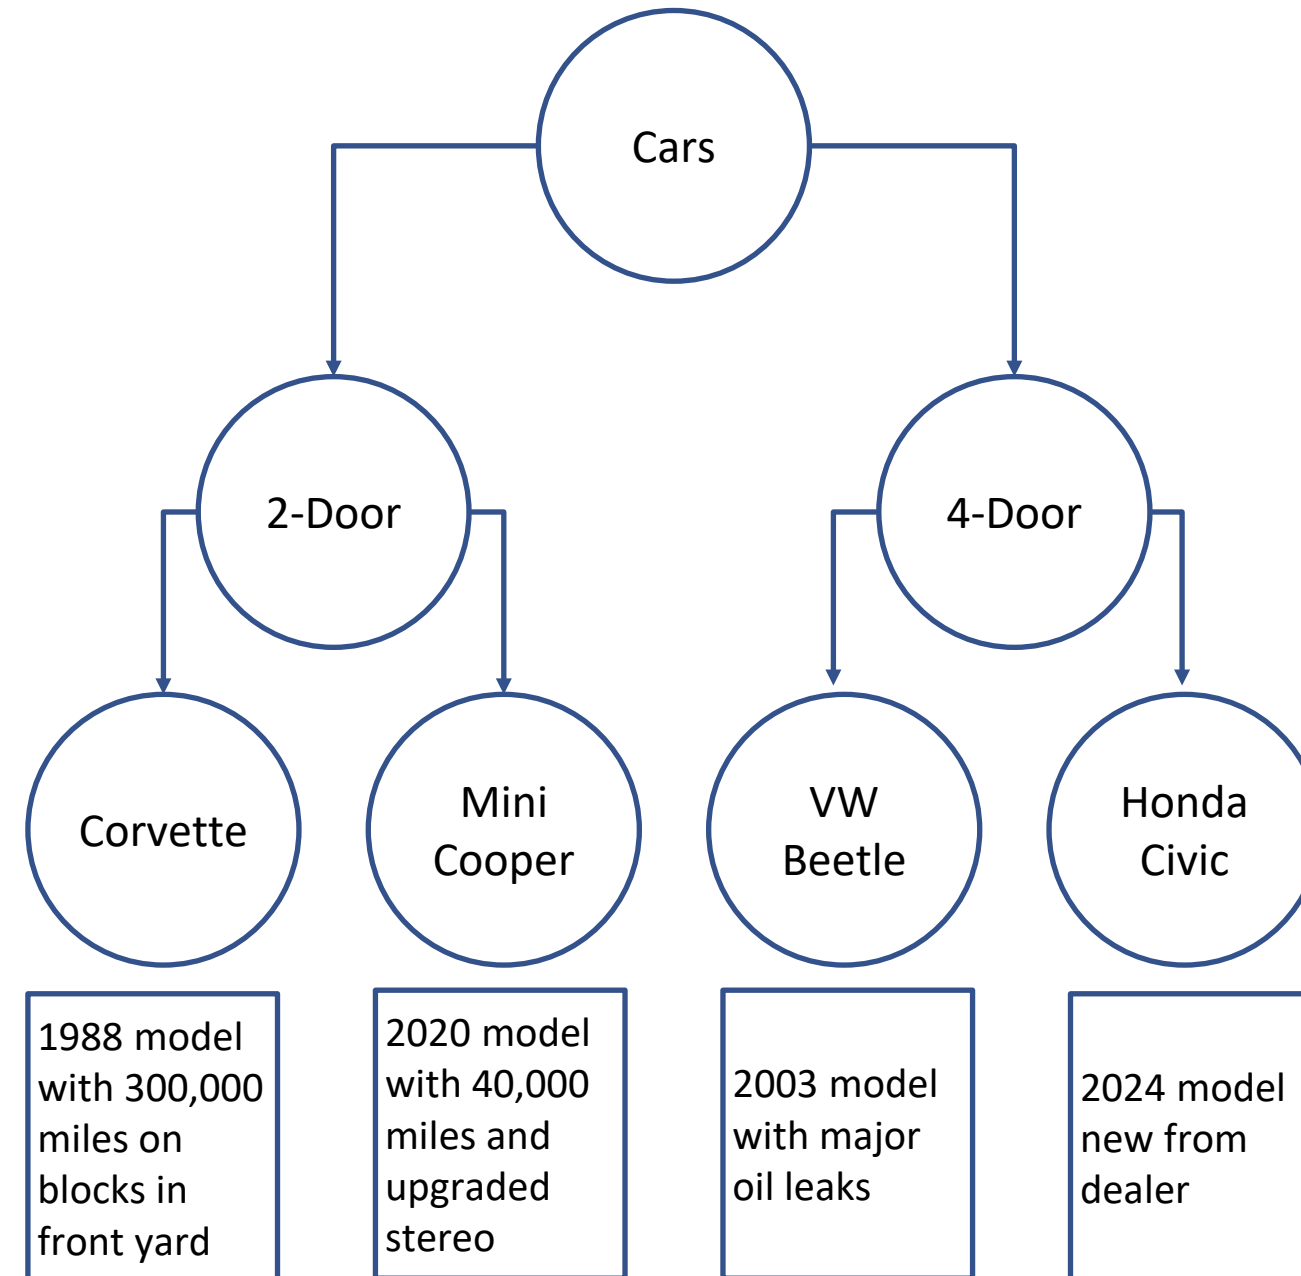 Cars
2-Door
4-Door
Corvette
Mini
Cooper
VW
Beetle
Honda
Civic
1988 model
with 300,000
miles on
blocks in
front yard
2020 model
with 40,000
miles and
upgraded
stereo
2003 model
with major
oil leaks
2024 model
new from
dealer